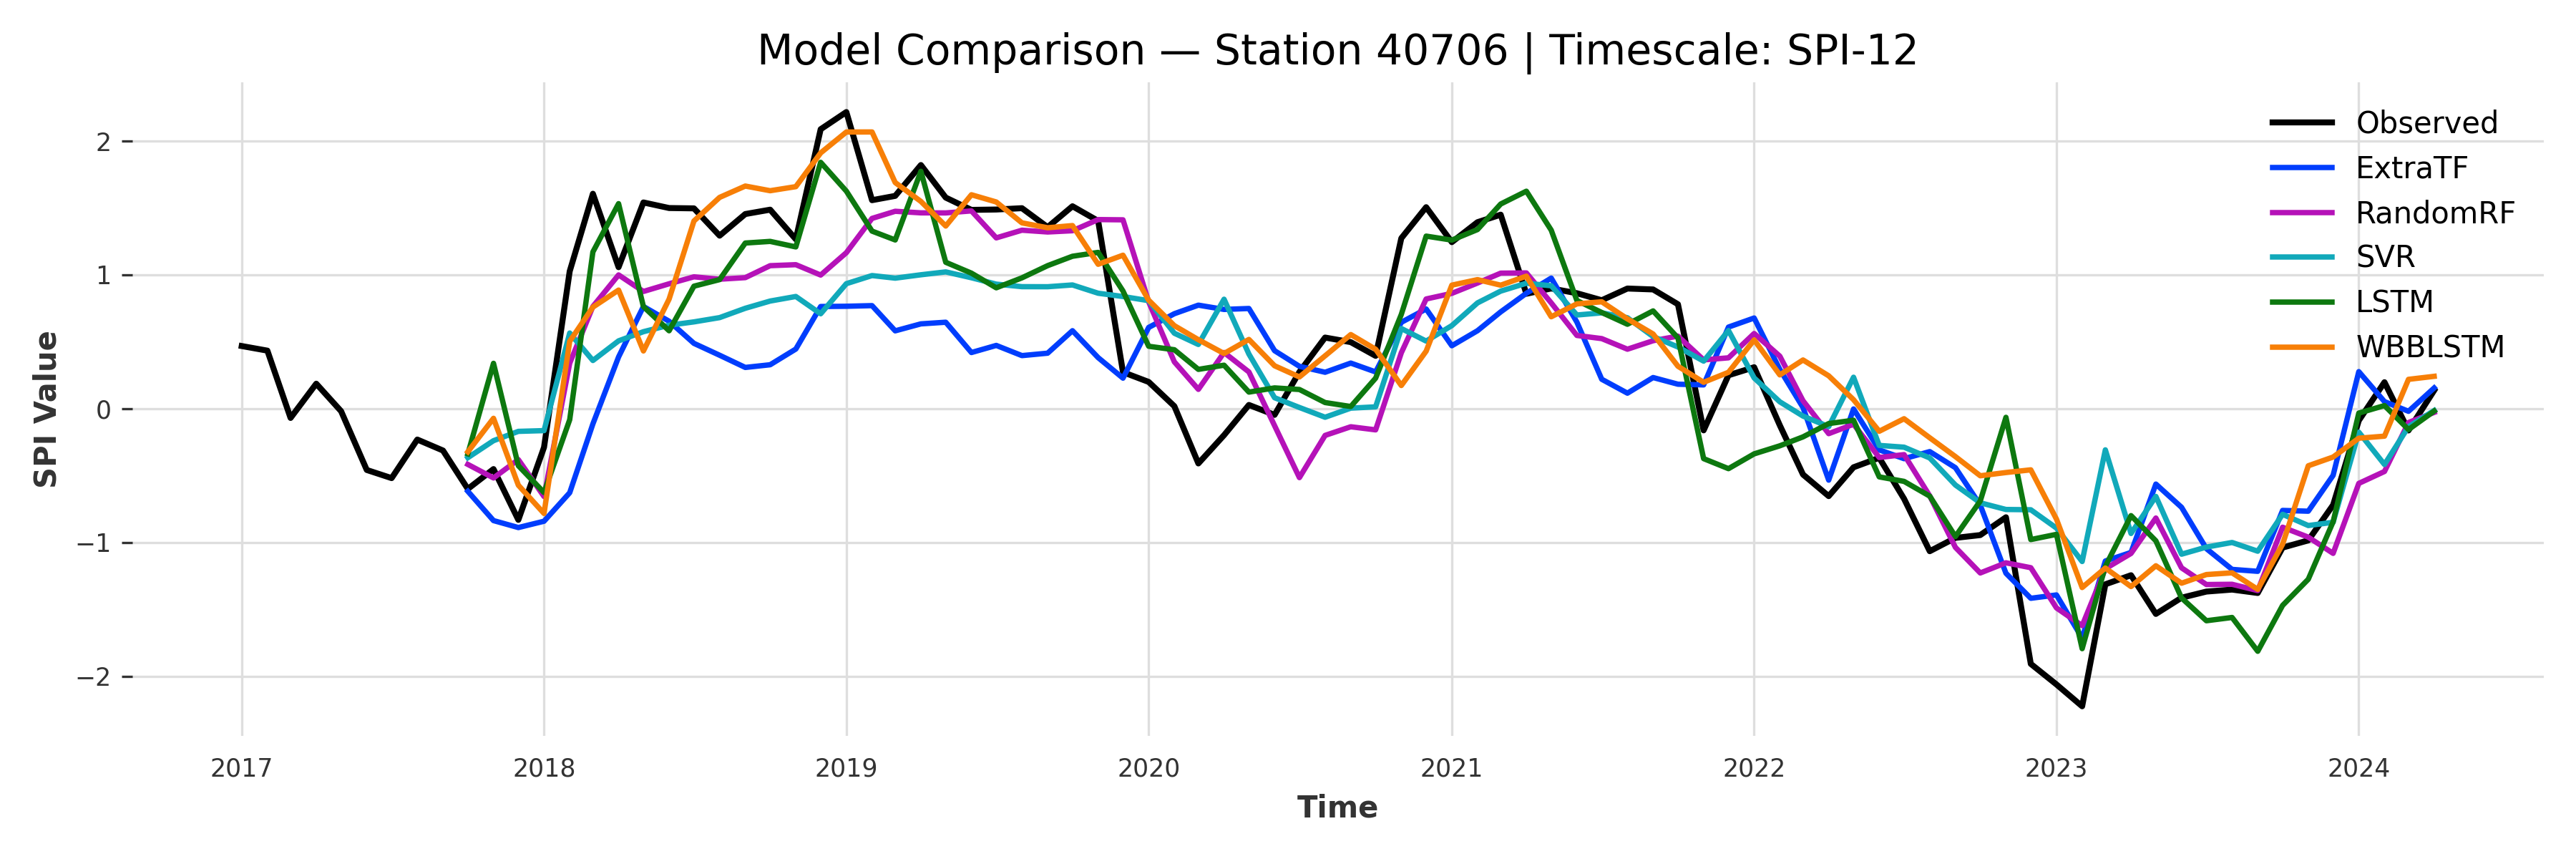 Model Comparison — Station 40706 | Timescale: SPI-12
SPI Value
2
1
0
−1
−2
Observed
ExtraTF
RandomRF
SVR
LSTM
WBBLSTM
2017 2018 2019 2020 2021 2022 2023 2024
Time